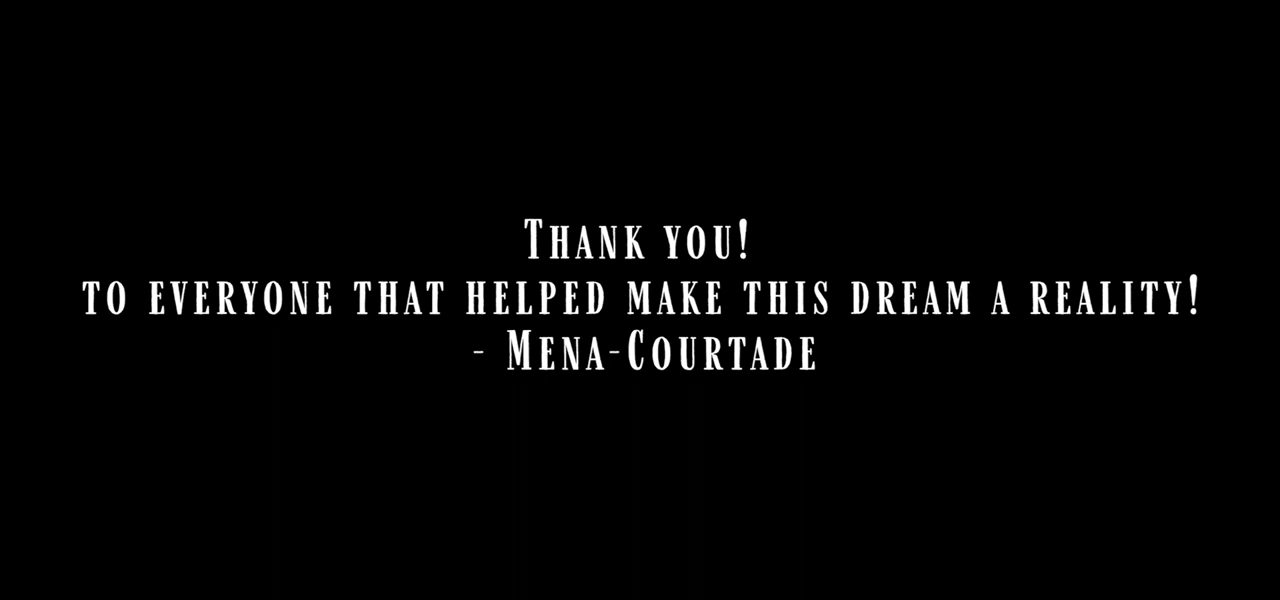 Thank you!
to everyone that helped make this dream a reality!
- Mena-Courtade